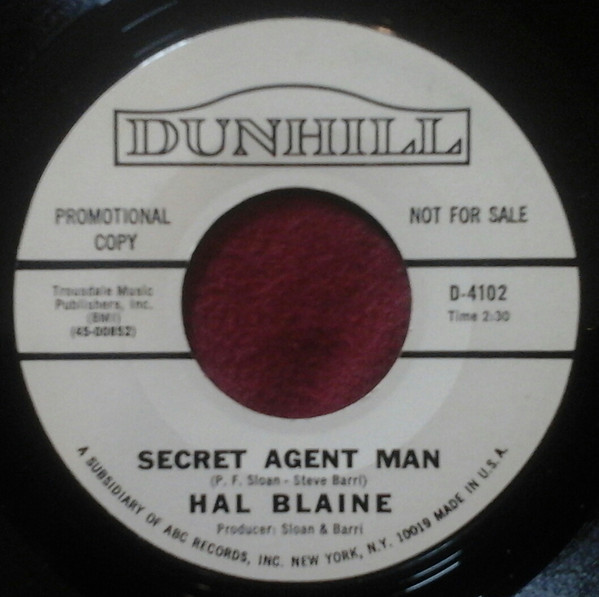 DUNHILL
PROMOTIONAL
COPY
NOT FOR SALE
Trousdale Music
Publishers, Inc.
(BMI)
(45-00852)
D-4102
Time 2:30
SECRET AGENT MAN
(P. F. Sloan - Steve Barri)
HAL BLAINE
Producer: Sloan & Barri
A SUBSIDIARY OF ABC RECORDS, INC. NEW YORK, N.Y. 10019 MADE IN U.S.A.